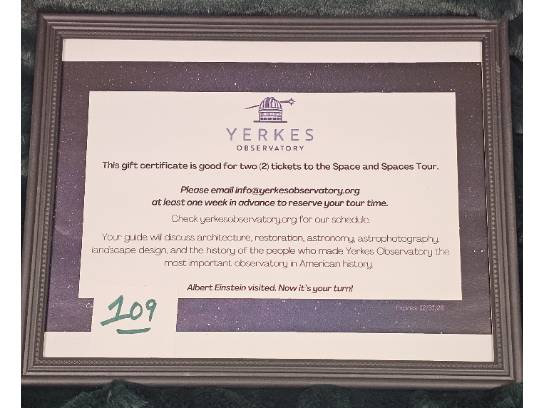 YERKES
OBSERVATORY
This gift certificate is good for two (2) tickets to the Space and Spaces Tour.
Please email info@yerkesobservatory.org
at least one week in advance to reserve your tour time.
Check yerkesobservatory.org for our schedule.
Your guide will discuss architecture, restoration, astronomy, astrophotography,
landscape design, and the history of the people who made Yerkes Observatory the
most important observatory in American history.
Albert Einstein visited. Now it's your turn!
109
Expires